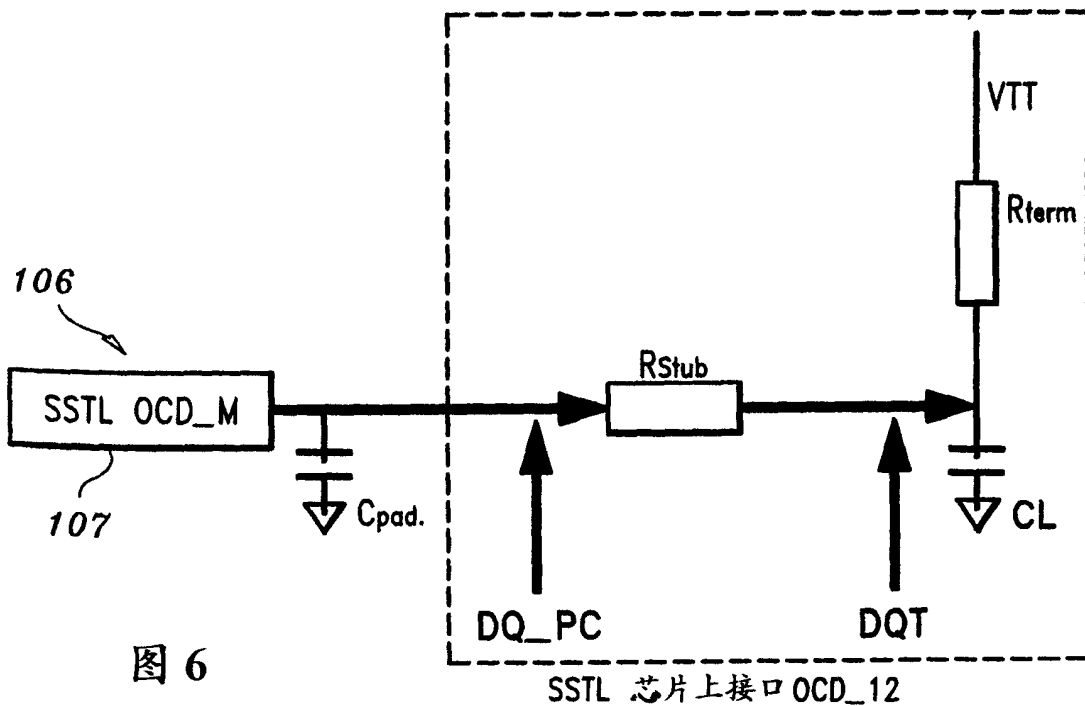 VTT
Rterm
106
RStub
SSTL OCD_M
107
Cpad.
CL
DQ_PC
DQT
图 6
SSTL 芯片上接口 OCD_12